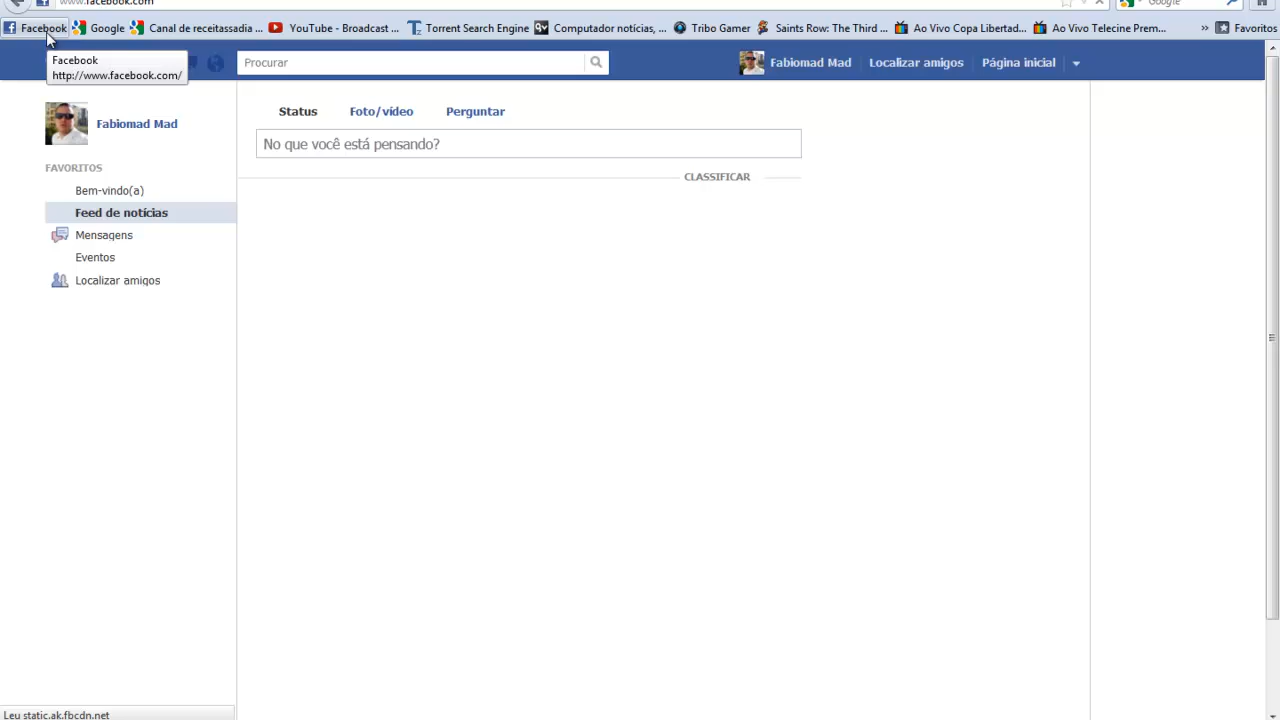 www.facebook.com
Google
Facebook Google Canal de receitassadia ... YouTube - Broadcast ... Torrent Search Engine Computador notícias, ... Tribo Gamer Saints Row: The Third ... Ao Vivo Copa Libertad... Ao Vivo Telecine Prem... » Favoritos
Facebook
http://www.facebook.com/
Procurar
Fabiomad Mad Localizar amigos Página inicial
Fabiomad Mad
FAVORITOS
Bem-vindo(a)
Feed de notícias
Mensagens
Eventos
Localizar amigos
Status Foto/vídeo Perguntar
No que você está pensando?
CLASSIFICAR
Leu static.ak.fbcdn.net